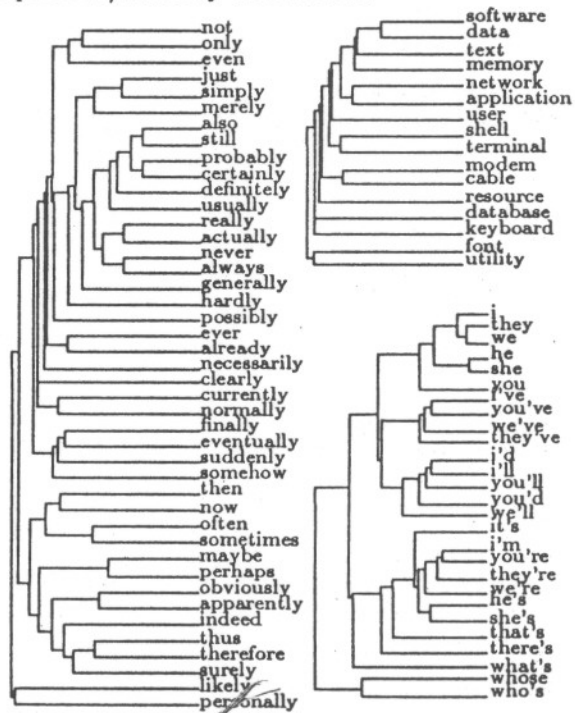 not
only
even
just
simply
merely
also
still
probably
certainly
definitely
usually
really
actually
never
always
generally
hardly
possibly
ever
already
necessarily
clearly
currently
normally
finally
eventually
suddenly
somehow
then
now
often
sometimes
maybe
perhaps
obviously
apparently
indeed
thus
therefore
surely
likely
personally
software
data
text
memory
network
application
user
shell
terminal
modem
cable
resource
database
keyboard
font
utility
i
they
we
he
she
you
i've
you've
we've
they've
i'd
i'll
you'll
you'd
we'll
it's
i'm
you're
they're
we're
he's
she's
that's
there's
what's
whose
who's